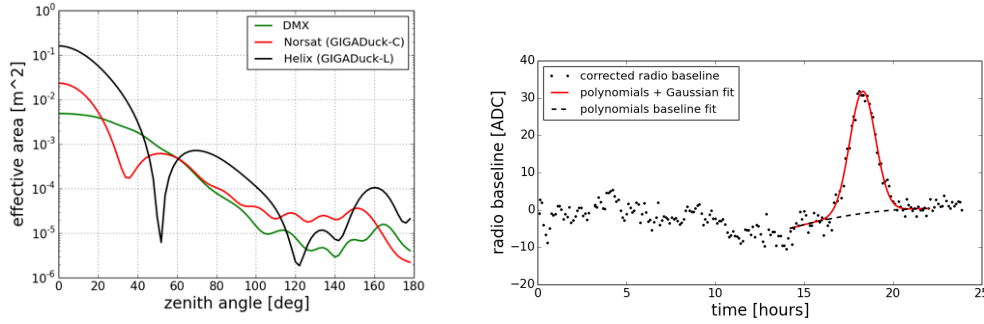 effective area [m^2]
10^0
10^-1
10^-2
10^-3
10^-4
10^-5
10^-6
DMX
Norsat (GIGADuck-C)
Helix (GIGADuck-L)
0 20 40 60 80 100 120 140 160 180
zenith angle [deg]
radio baseline [ADC]
40
30
20
10
0
−10
−20
corrected radio baseline
polynomials + Gaussian fit
polynomials baseline fit
0 5 10 15 20 25
time [hours]